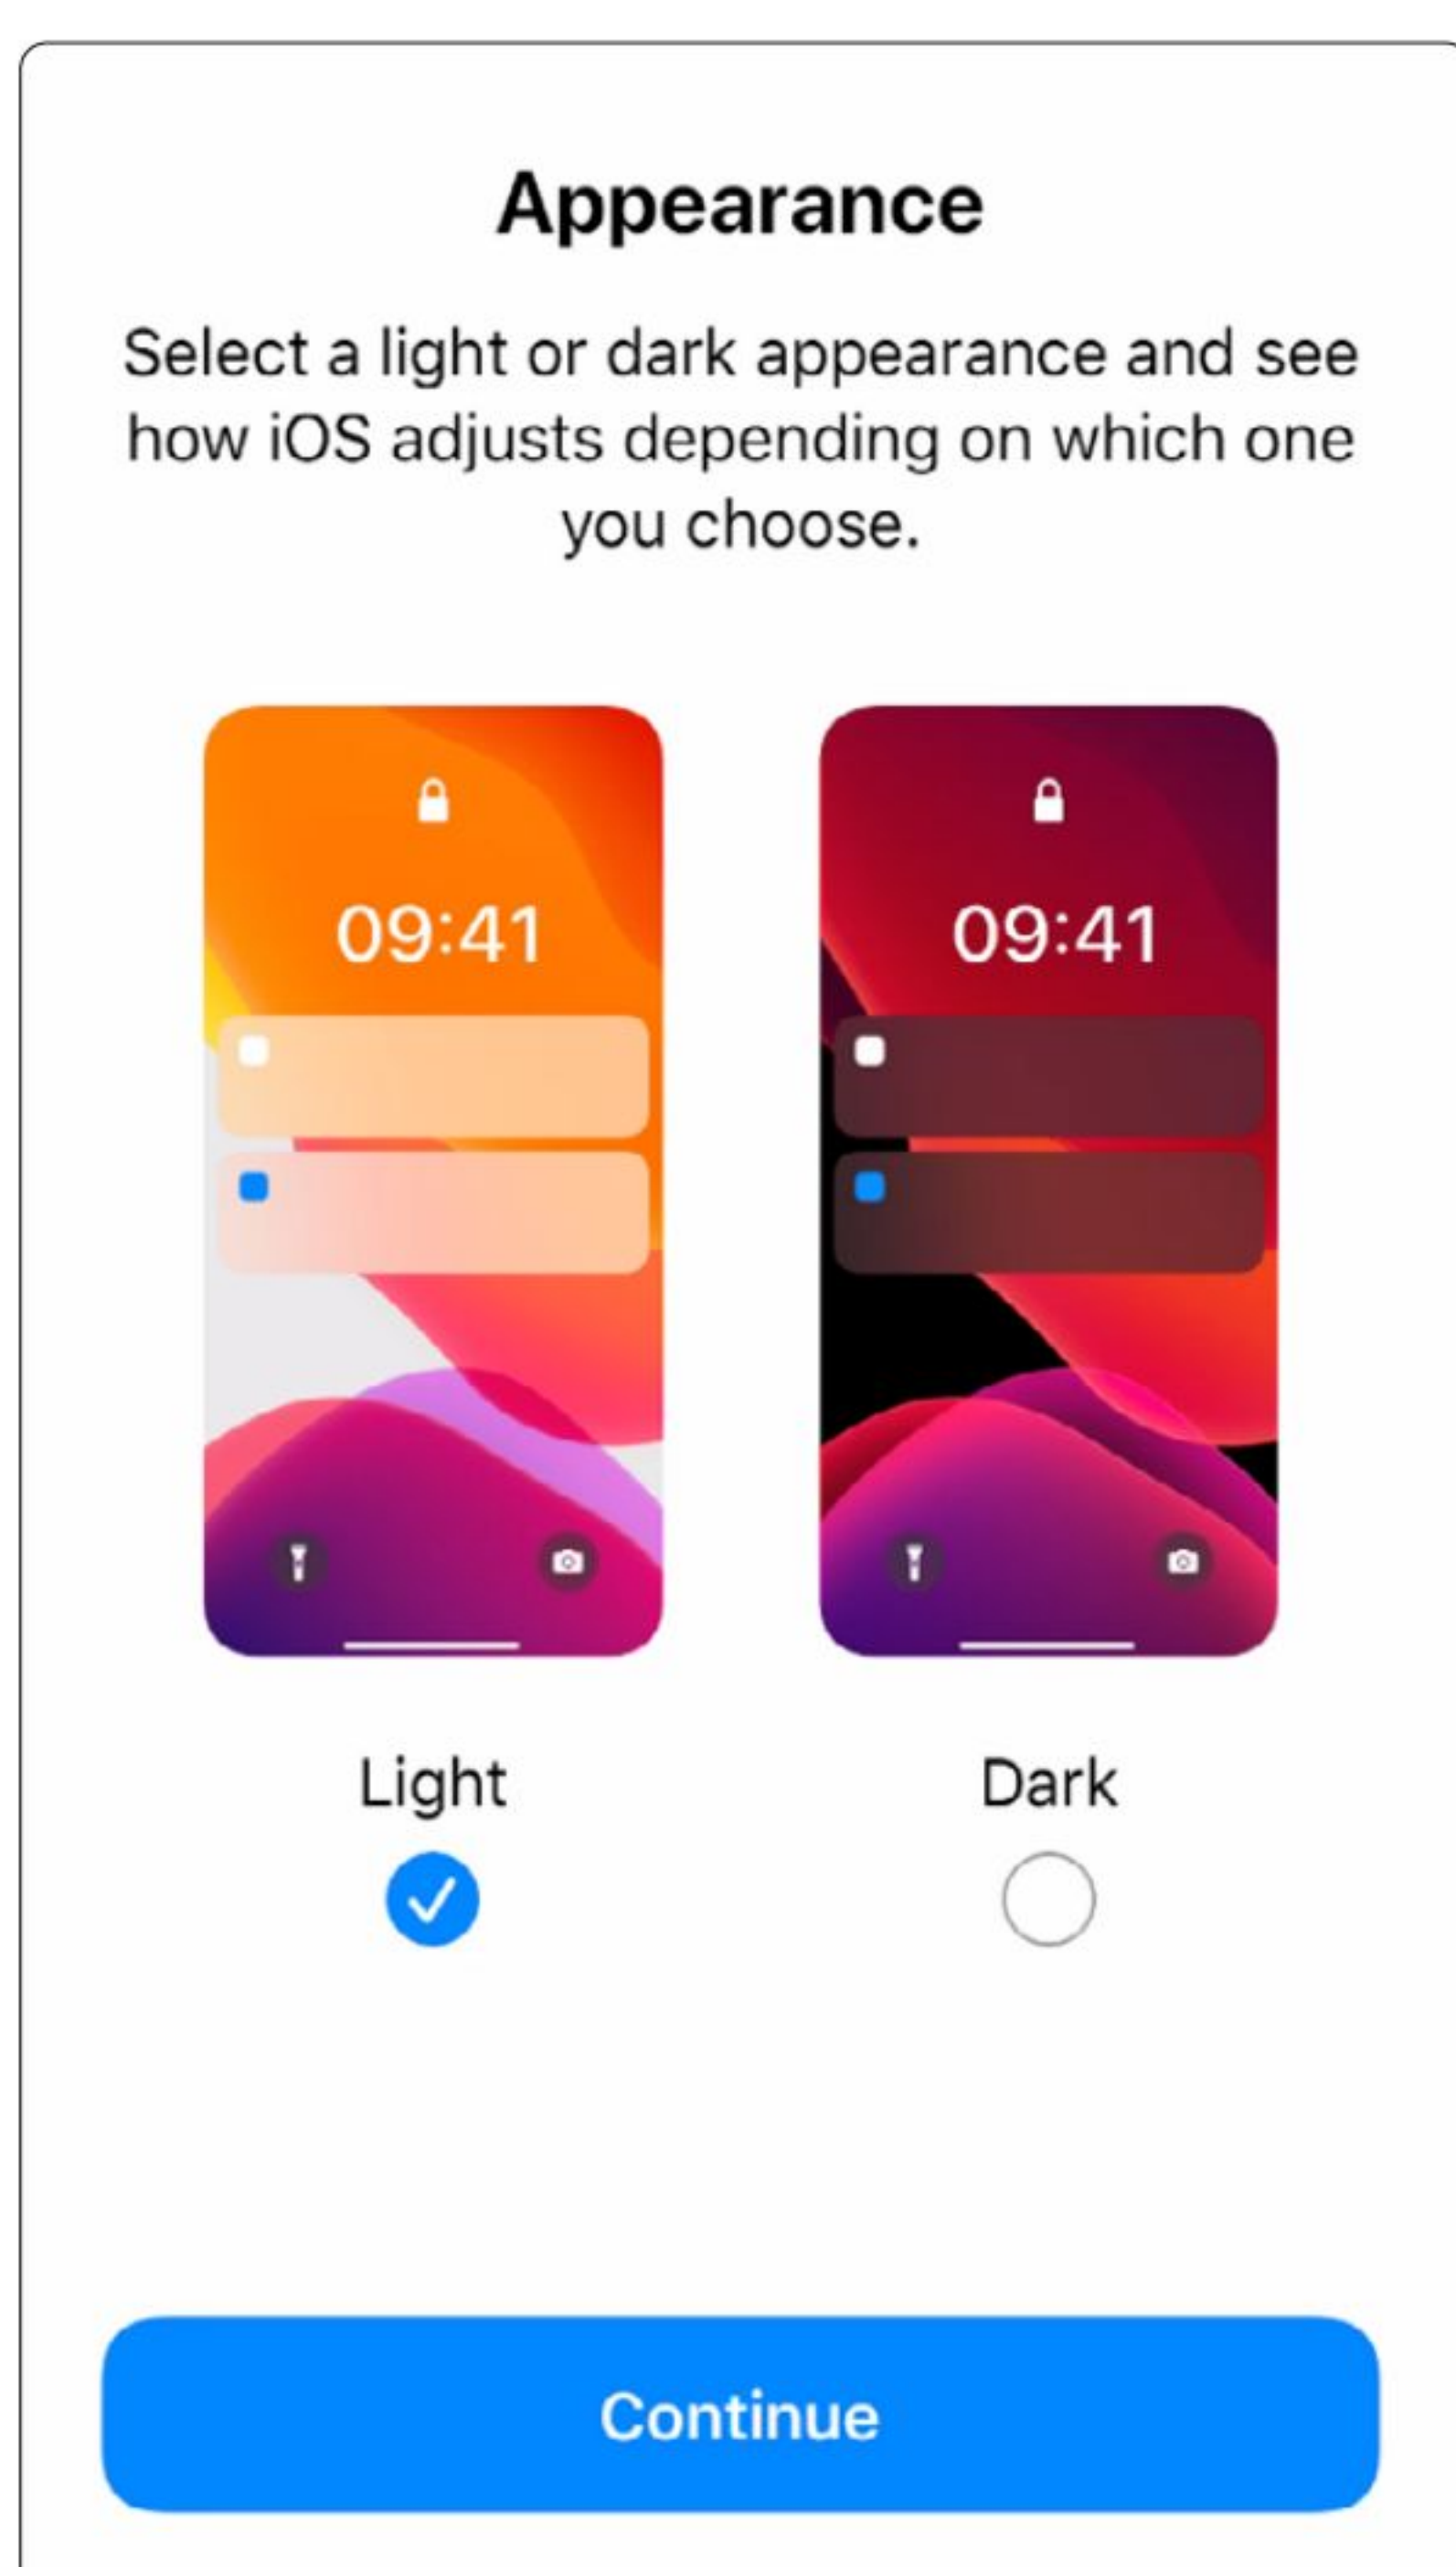 Appearance
Select a light or dark appearance and see
how iOS adjusts depending on which one
you choose.
09:41
09:41
Light
Dark
Continue